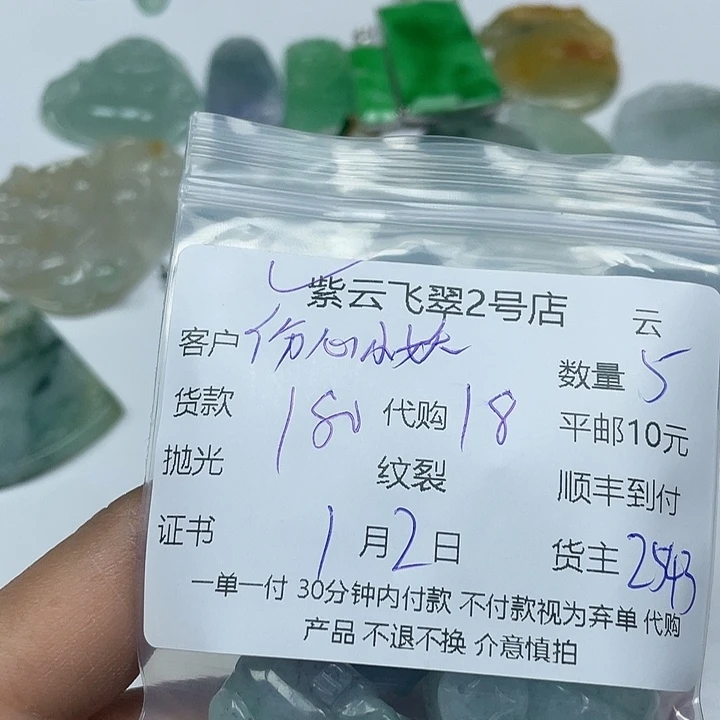 紫云飞翠2号店 云
客户 伤心小妖 数量 5
货款 180 代购 18 平邮10元
抛光 纹裂 顺丰到付
证书 1月2日 货主 2543
一单一付 30分钟内付款 不付款视为弃单 代购
产品 不退不换 介意慎拍